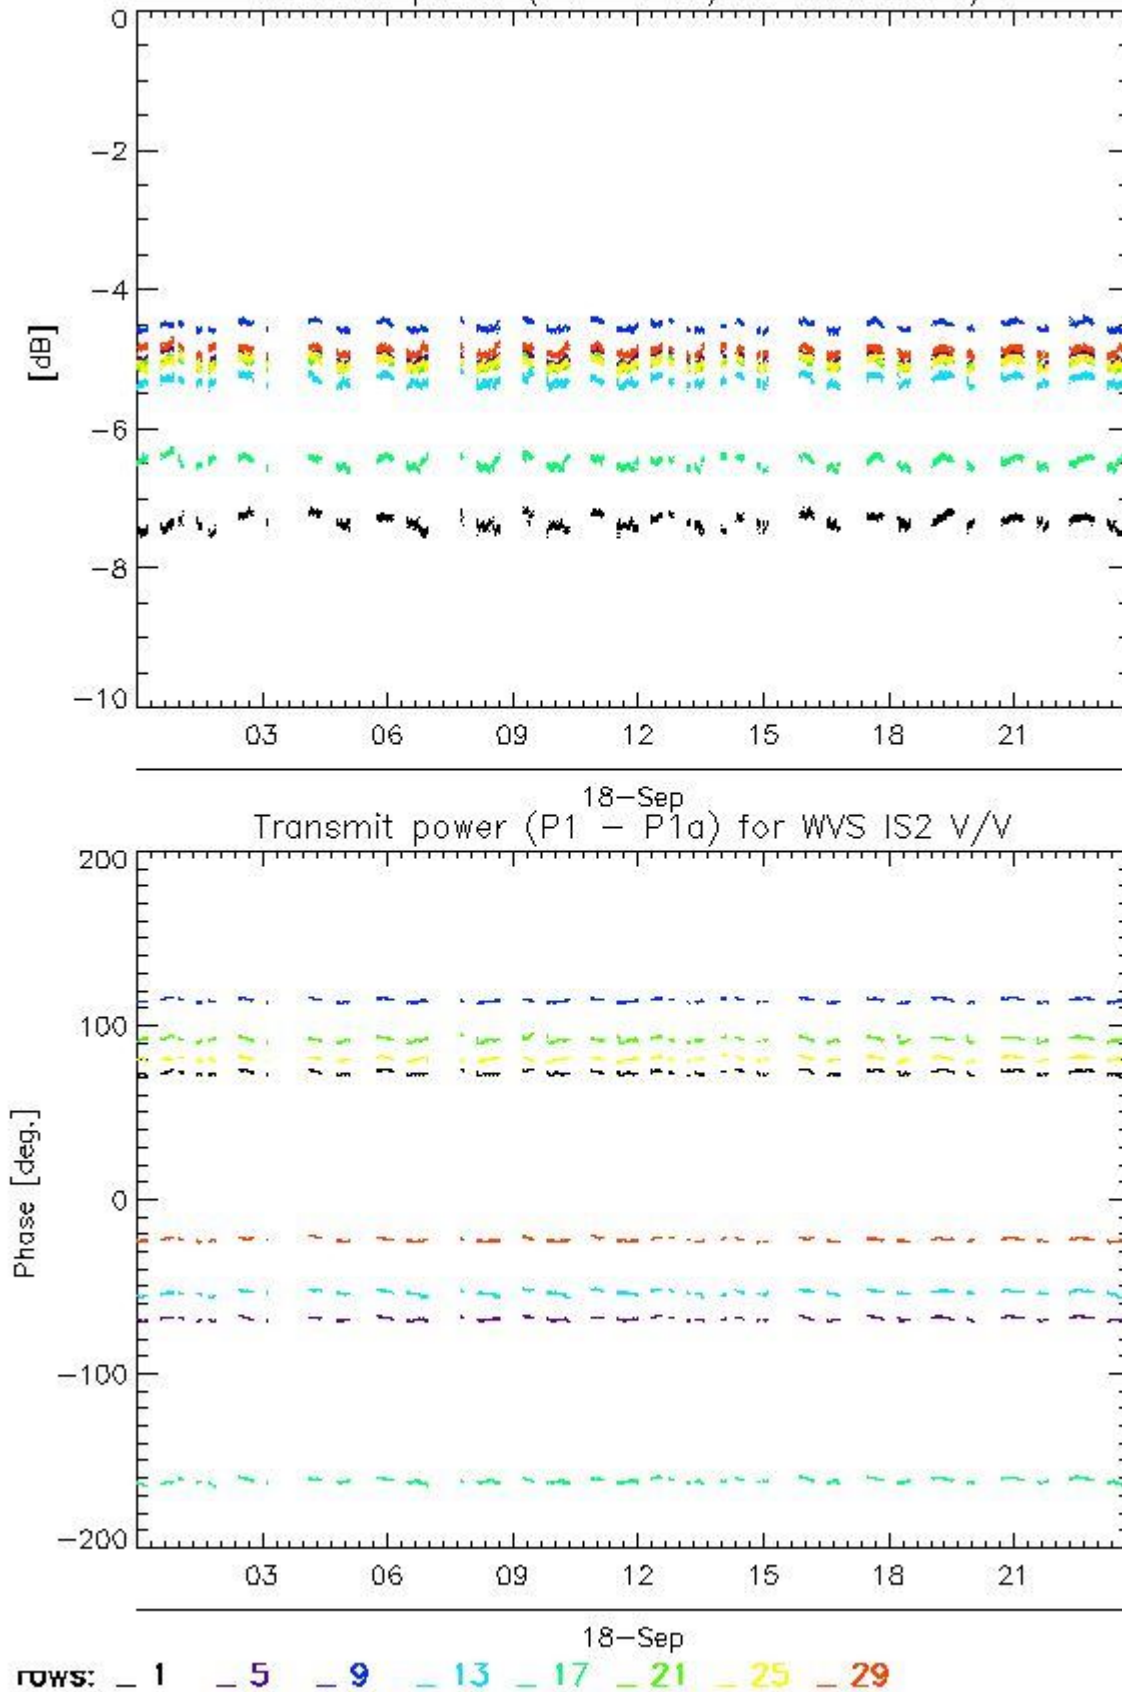 0
-2
-4
-6
-8
-10
[dB]
03 06 09 12 15 18 21
18-Sep
Transmit power (P1 - P1a) for WVS IS2 V/V
200
100
0
-100
-200
Phase [deg.]
03 06 09 12 15 18 21
18-Sep
rows: _ 1 _ 5 _ 9 _ 13 _ 17 _ 21 _ 25 _ 29